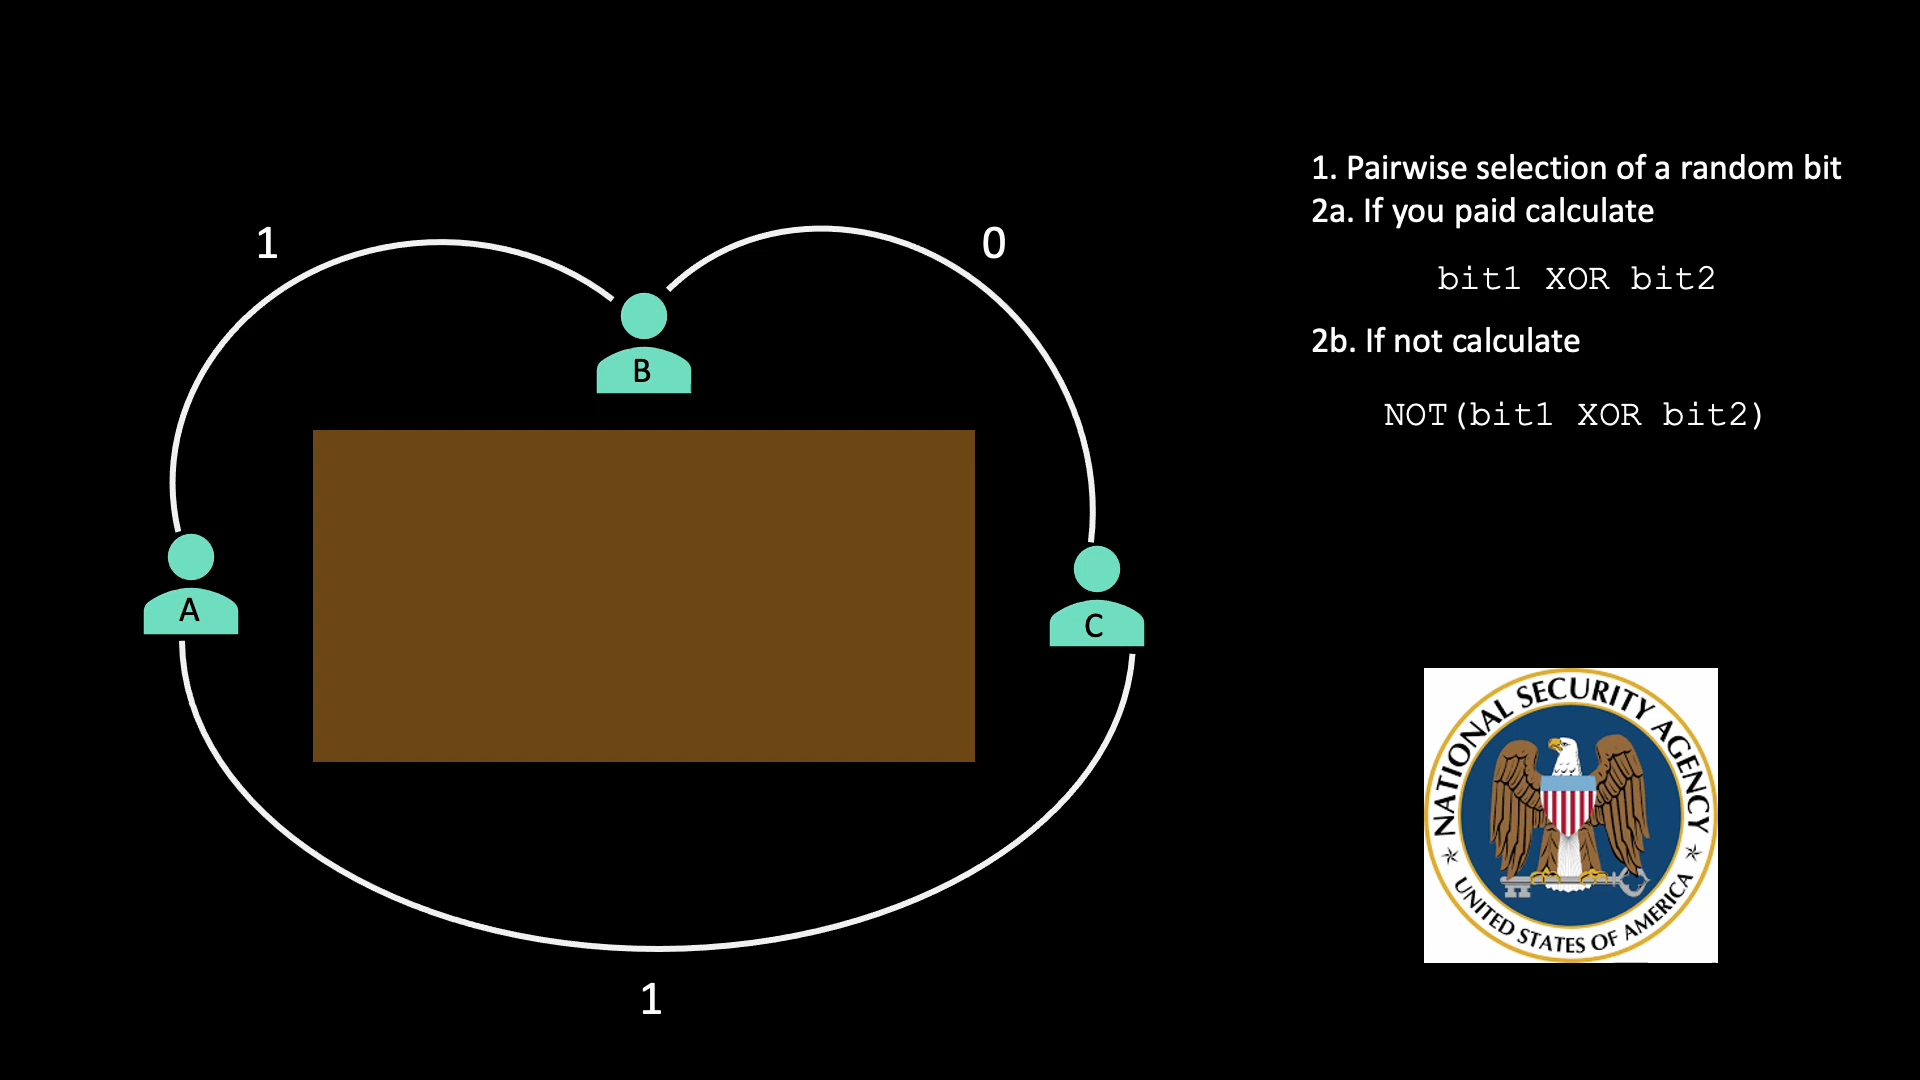 1. Pairwise selection of a random bit
2a. If you paid calculate
bit1 XOR bit2
2b. If not calculate
NOT(bit1 XOR bit2)
1
0
B
A
C
1
NATIONAL SECURITY AGENCY
UNITED STATES OF AMERICA